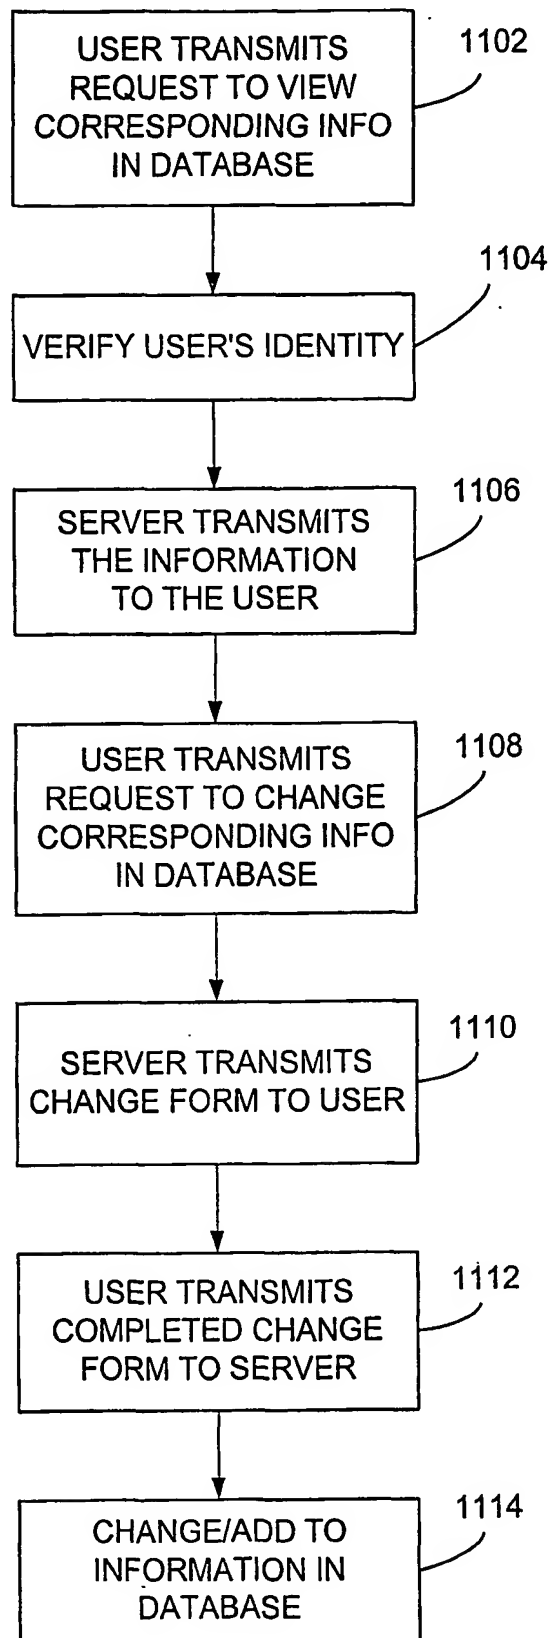 USER TRANSMITS
REQUEST TO VIEW
CORRESPONDING INFO
IN DATABASE
1102
VERIFY USER'S IDENTITY
1104
SERVER TRANSMITS
THE INFORMATION
TO THE USER
1106
USER TRANSMITS
REQUEST TO CHANGE
CORRESPONDING INFO
IN DATABASE
1108
SERVER TRANSMITS
CHANGE FORM TO USER
1110
USER TRANSMITS
COMPLETED CHANGE
FORM TO SERVER
1112
CHANGE/ADD TO
INFORMATION IN
DATABASE
1114